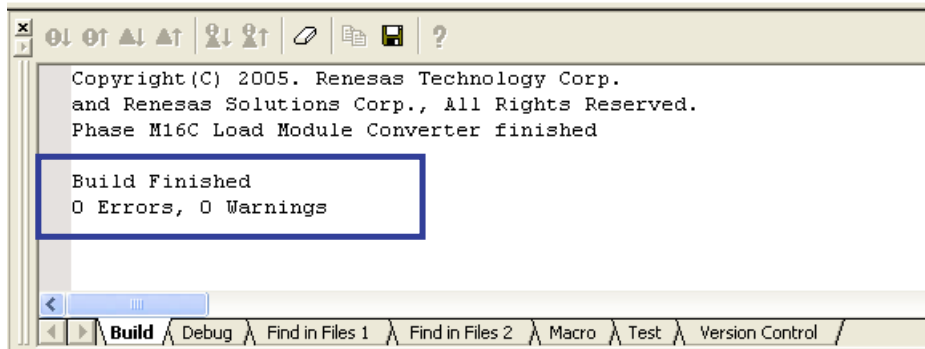 Copyright(C) 2005. Renesas Technology Corp.
and Renesas Solutions Corp., All Rights Reserved.
Phase M16C Load Module Converter finished
Build Finished
0 Errors, 0 Warnings
Build Debug Find in Files 1 Find in Files 2 Macro Test Version Control